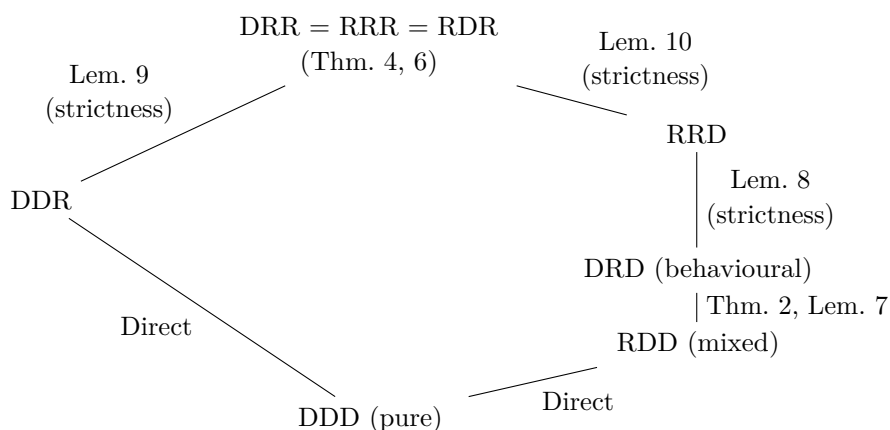 DRR = RRR = RDR
(Thm. 4, 6)
Lem. 9
(strictness)
Lem. 10
(strictness)
RRD
DDR
Lem. 8
(strictness)
DRD (behavioural)
Thm. 2, Lem. 7
Direct
RDD (mixed)
Direct
DDD (pure)